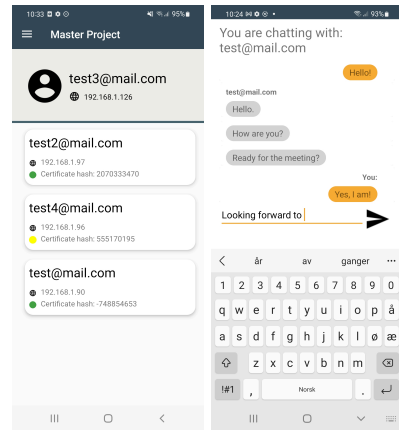 10:33
95%
Master Project
test3@mail.com
192.168.1.126
test2@mail.com
192.168.1.97
Certificate hash: 2070333470
test4@mail.com
192.168.1.96
Certificate hash: 555170195
test@mail.com
192.168.1.90
Certificate hash: -748854653
10:24
93%
You are chatting with:
test@mail.com
Hello!
test@mail.com
Hello.
How are you?
Ready for the meeting?
You:
Yes, I am!
Looking forward to
år av ganger
1 2 3 4 5 6 7 8 9 0
q w e r t y u i o p å
a s d f g h j k l ø æ
z x c v b n m
!#1 , Norsk .